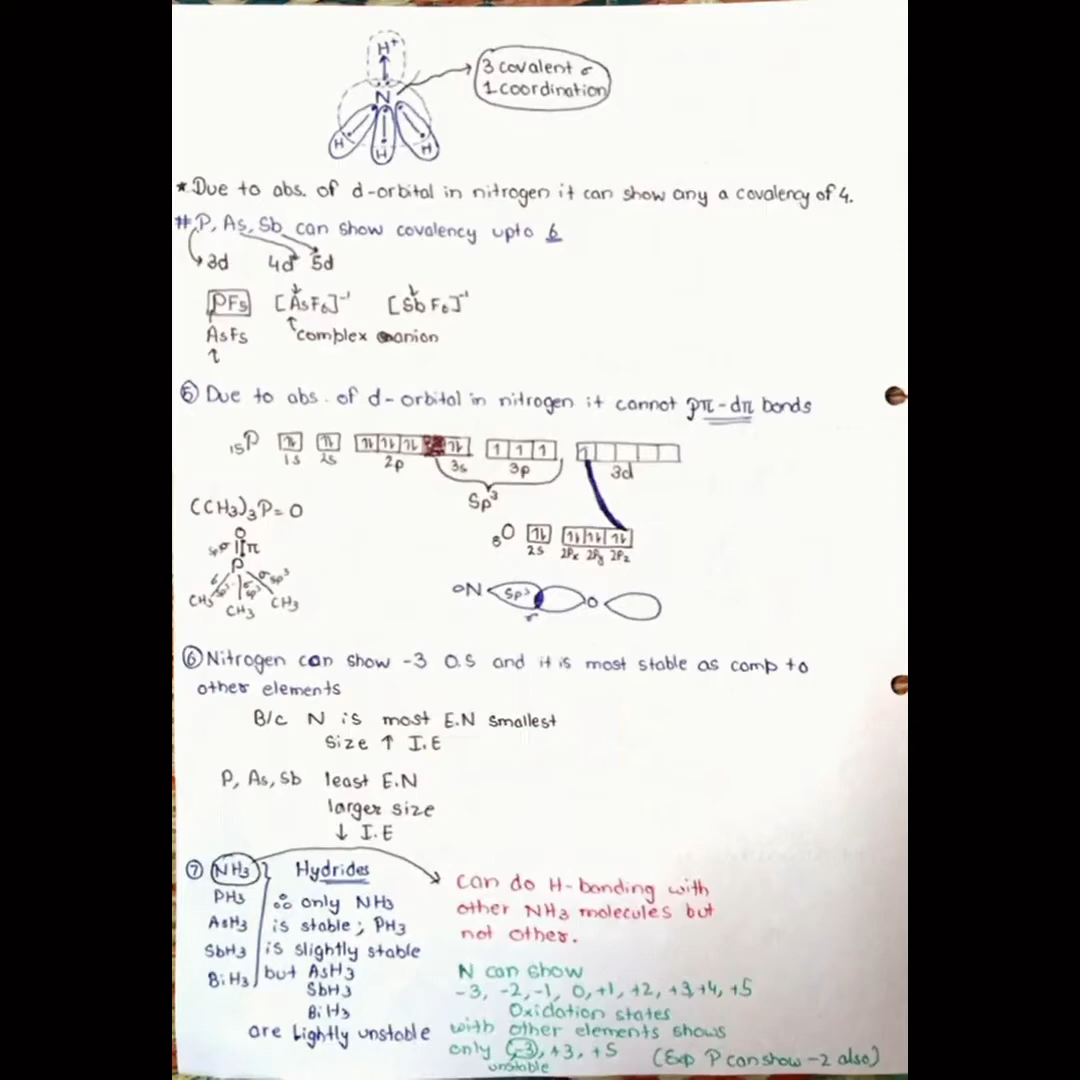 H+
N
H H H
3 covalent σ
1 coordination
* Due to abs. of d-orbital in nitrogen it can show any a covalency of 4.
# P, As, Sb can show covalency upto 6
3d 4d 5d
PF5 [AsF6]-1 [SbF6]-1
AsF5 complex anion
⑤ Due to abs. of d-orbital in nitrogen it cannot pπ-dπ bonds
15P 1s 2s 2p 3s 3p 3d
Sp3
(CH3)3P=O
8O 2s 2Px 2Py 2Pz
O
σ π
P
σ σ σ sp3
CH3 CH3 CH3
N Sp3 O
σ
⑥ Nitrogen can show -3 O.S and it is most stable as comp to
other elements
B/c N is most E.N smallest
size ↑ I.E
P, As, Sb least E.N
larger size
↓ I.E
⑦ NH3 Hydrides
PH3 ∴ only NH3
AsH3 is stable; PH3
SbH3 is slightly stable
BiH3 but AsH3
SbH3
BiH3
are Lightly unstable
can do H-bonding with
other NH3 molecules but
not other.
N can show
-3, -2, -1, 0, +1, +2, +3, +4, +5
Oxidation states
with other elements shows
only -3, +3, +5 (Exp P can show -2 also)
unstable